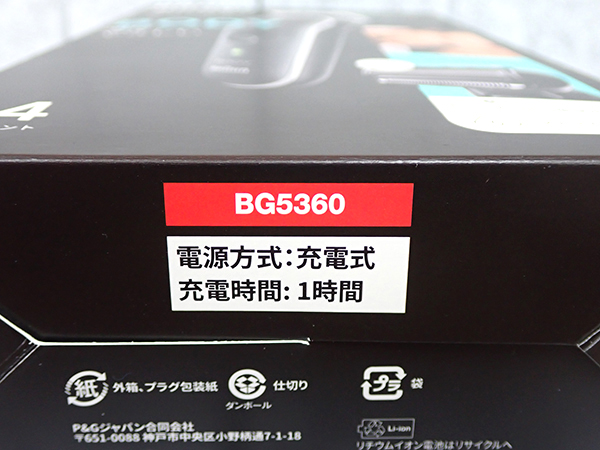 4
ント
BG5360
電源方式：充電式
充電時間：1時間
紙 外箱、プラグ包装紙
ダンボール
仕切り
プラ
袋
P&Gジャパン合同会社
〒651-0088 神戸市中央区小野柄通7-1-18
Li-ion
リチウムイオン電池はリサイクルへ